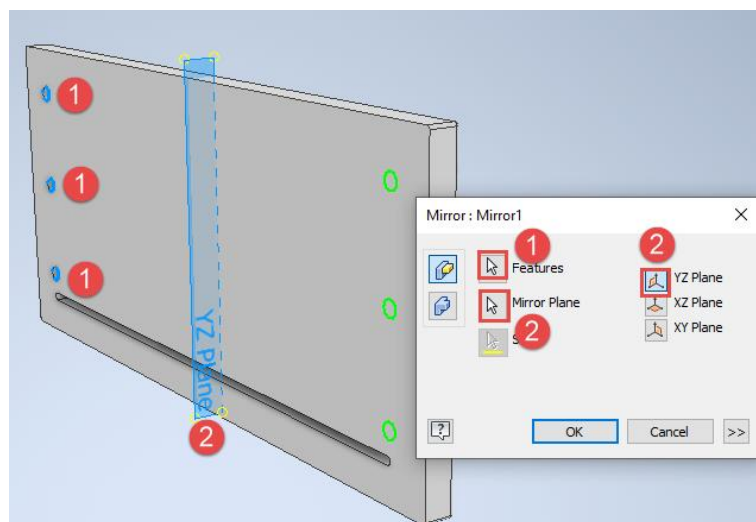 1
1
1
YZ Plane
2
Mirror : Mirror1
1
Features
2
Mirror Plane
2
YZ Plane
XZ Plane
XY Plane
?
OK
Cancel
>>